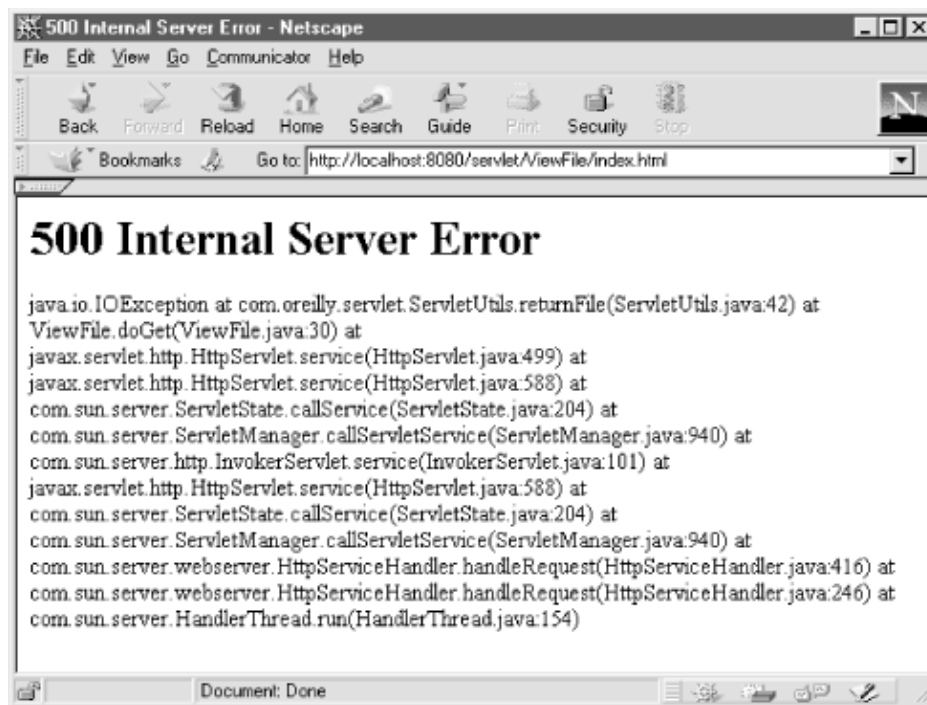 500 Internal Server Error - Netscape
File Edit View Go Communicator Help
Back Forward Reload Home Search Guide Print Security Stop
N
Bookmarks Go to: http://localhost:8080/servlet/ViewFile/index.html
500 Internal Server Error
java.io.IOException at com.oreilly.servlet.ServletUtils.returnFile(ServletUtils.java:42) at
ViewFile.doGet(ViewFile.java:30) at
javax.servlet.http.HttpServlet.service(HttpServlet.java:499) at
javax.servlet.http.HttpServlet.service(HttpServlet.java:588) at
com.sun.server.ServletState.callService(ServletState.java:204) at
com.sun.server.ServletManager.callServletService(ServletManager.java:940) at
com.sun.server.http.InvokerServlet.service(InvokerServlet.java:101) at
javax.servlet.http.HttpServlet.service(HttpServlet.java:588) at
com.sun.server.ServletState.callService(ServletState.java:204) at
com.sun.server.ServletManager.callServletService(ServletManager.java:940) at
com.sun.server.webserver.HttpServiceHandler.handleRequest(HttpServiceHandler.java:416) at
com.sun.server.webserver.HttpServiceHandler.handleRequest(HttpServiceHandler.java:246) at
com.sun.server.HandlerThread.run(HandlerThread.java:154)
Document: Done